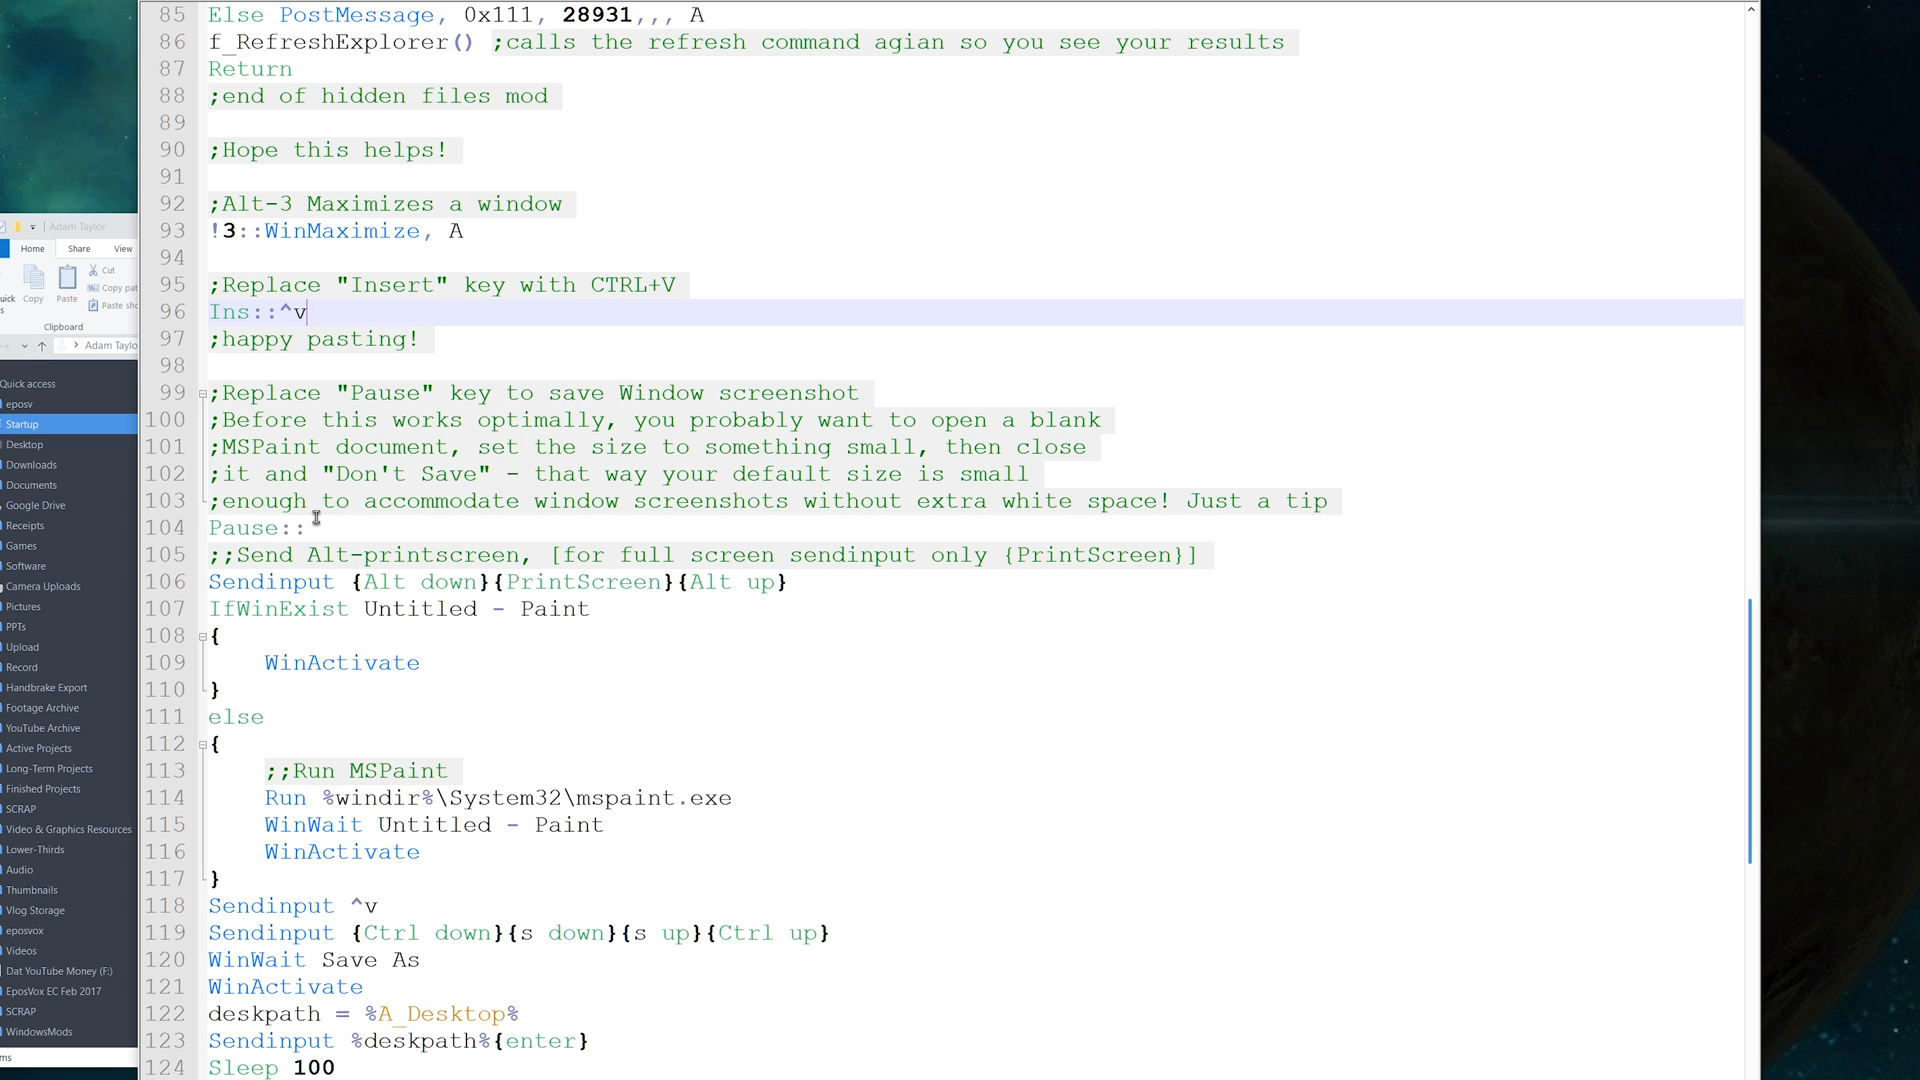 85 Else PostMessage, 0x111, 28931,,, A
86 f_RefreshExplorer() ;calls the refresh command agian so you see your results
87 Return
88 ;end of hidden files mod
89
90 ;Hope this helps!
91
92 ;Alt-3 Maximizes a window
93 !3::WinMaximize, A
94
95 ;Replace "Insert" key with CTRL+V
96 Ins::^v
97 ;happy pasting!
98
99 ;Replace "Pause" key to save Window screenshot
100 ;Before this works optimally, you probably want to open a blank
101 ;MSPaint document, set the size to something small, then close
102 ;it and "Don't Save" - that way your default size is small
103 ;enough to accommodate window screenshots without extra white space! Just a tip
104 Pause::
105 ;;Send Alt-printscreen, [for full screen sendinput only {PrintScreen}]
106 Sendinput {Alt down}{PrintScreen}{Alt up}
107 IfWinExist Untitled - Paint
108 {
109 WinActivate
110 }
111 else
112 {
113 ;;Run MSPaint
114 Run %windir%\System32\mspaint.exe
115 WinWait Untitled - Paint
116 WinActivate
117 }
118 Sendinput ^v
119 Sendinput {Ctrl down}{s down}{s up}{Ctrl up}
120 WinWait Save As
121 WinActivate
122 deskpath = %A_Desktop%
123 Sendinput %deskpath%{enter}
124 Sleep 100
Adam Taylor
Home Share View
Cut
Copy
Paste
Clipboard
Quick access
eposv
Startup
Desktop
Downloads
Documents
Google Drive
Receipts
Games
Software
Camera Uploads
Pictures
PPTs
Upload
Record
Handbrake Export
Footage Archive
YouTube Archive
Active Projects
Long-Term Projects
Finished Projects
SCRAP
Video & Graphics Resources
Lower-Thirds
Audio
Thumbnails
Vlog Storage
eposvox
Videos
Dat YouTube Money (F:)
EposVox EC Feb 2017
SCRAP
WindowsMods